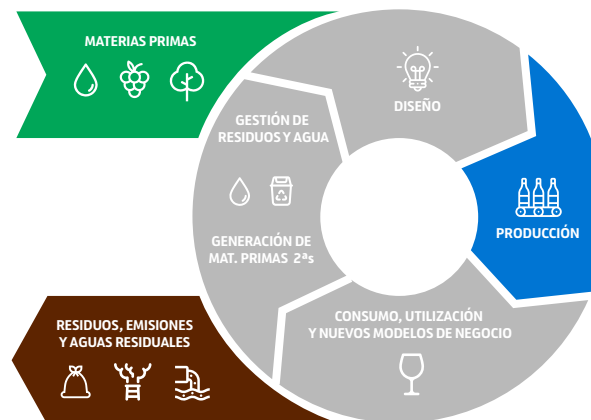 MATERIAS PRIMAS
DISEÑO
GESTIÓN DE
RESIDUOS Y AGUA
PRODUCCIÓN
GENERACIÓN DE
MAT. PRIMAS 2ªs
CONSUMO, UTILIZACIÓN
Y NUEVOS MODELOS DE NEGOCIO
RESIDUOS, EMISIONES
Y AGUAS RESIDUALES